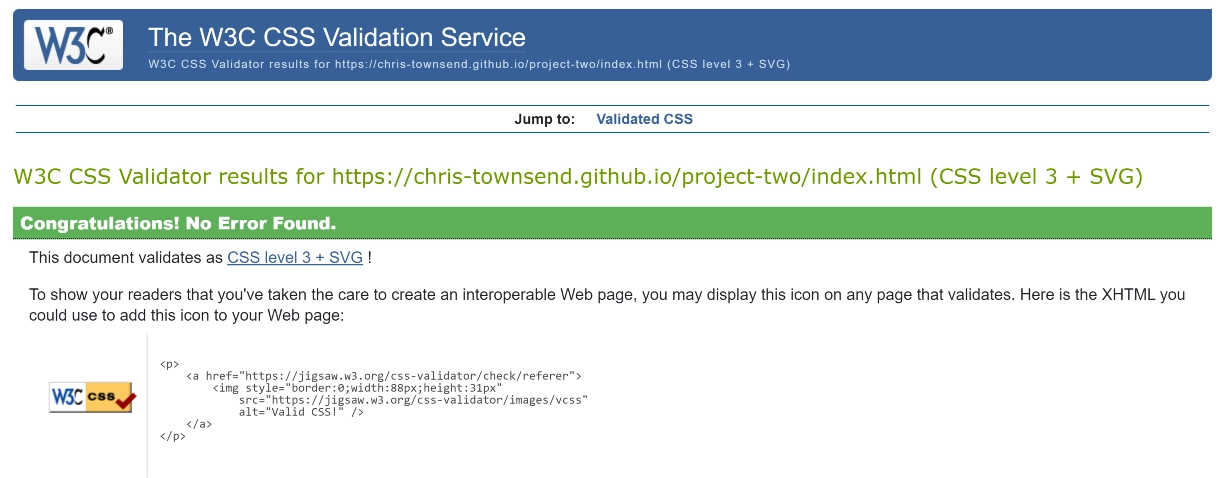 W3C®
The W3C CSS Validation Service
W3C CSS Validator results for https://chris-townsend.github.io/project-two/index.html (CSS level 3 + SVG)
Jump to: Validated CSS
W3C CSS Validator results for https://chris-townsend.github.io/project-two/index.html (CSS level 3 + SVG)
Congratulations! No Error Found.
This document validates as CSS level 3 + SVG !
To show your readers that you've taken the care to create an interoperable Web page, you may display this icon on any page that validates. Here is the XHTML you
could use to add this icon to your Web page:
W3C css
<p>
    <a href="https://jigsaw.w3.org/css-validator/check/referer">
        <img style="border:0;width:88px;height:31px"
            src="https://jigsaw.w3.org/css-validator/images/vcss"
            alt="Valid CSS!" />
    </a>
</p>